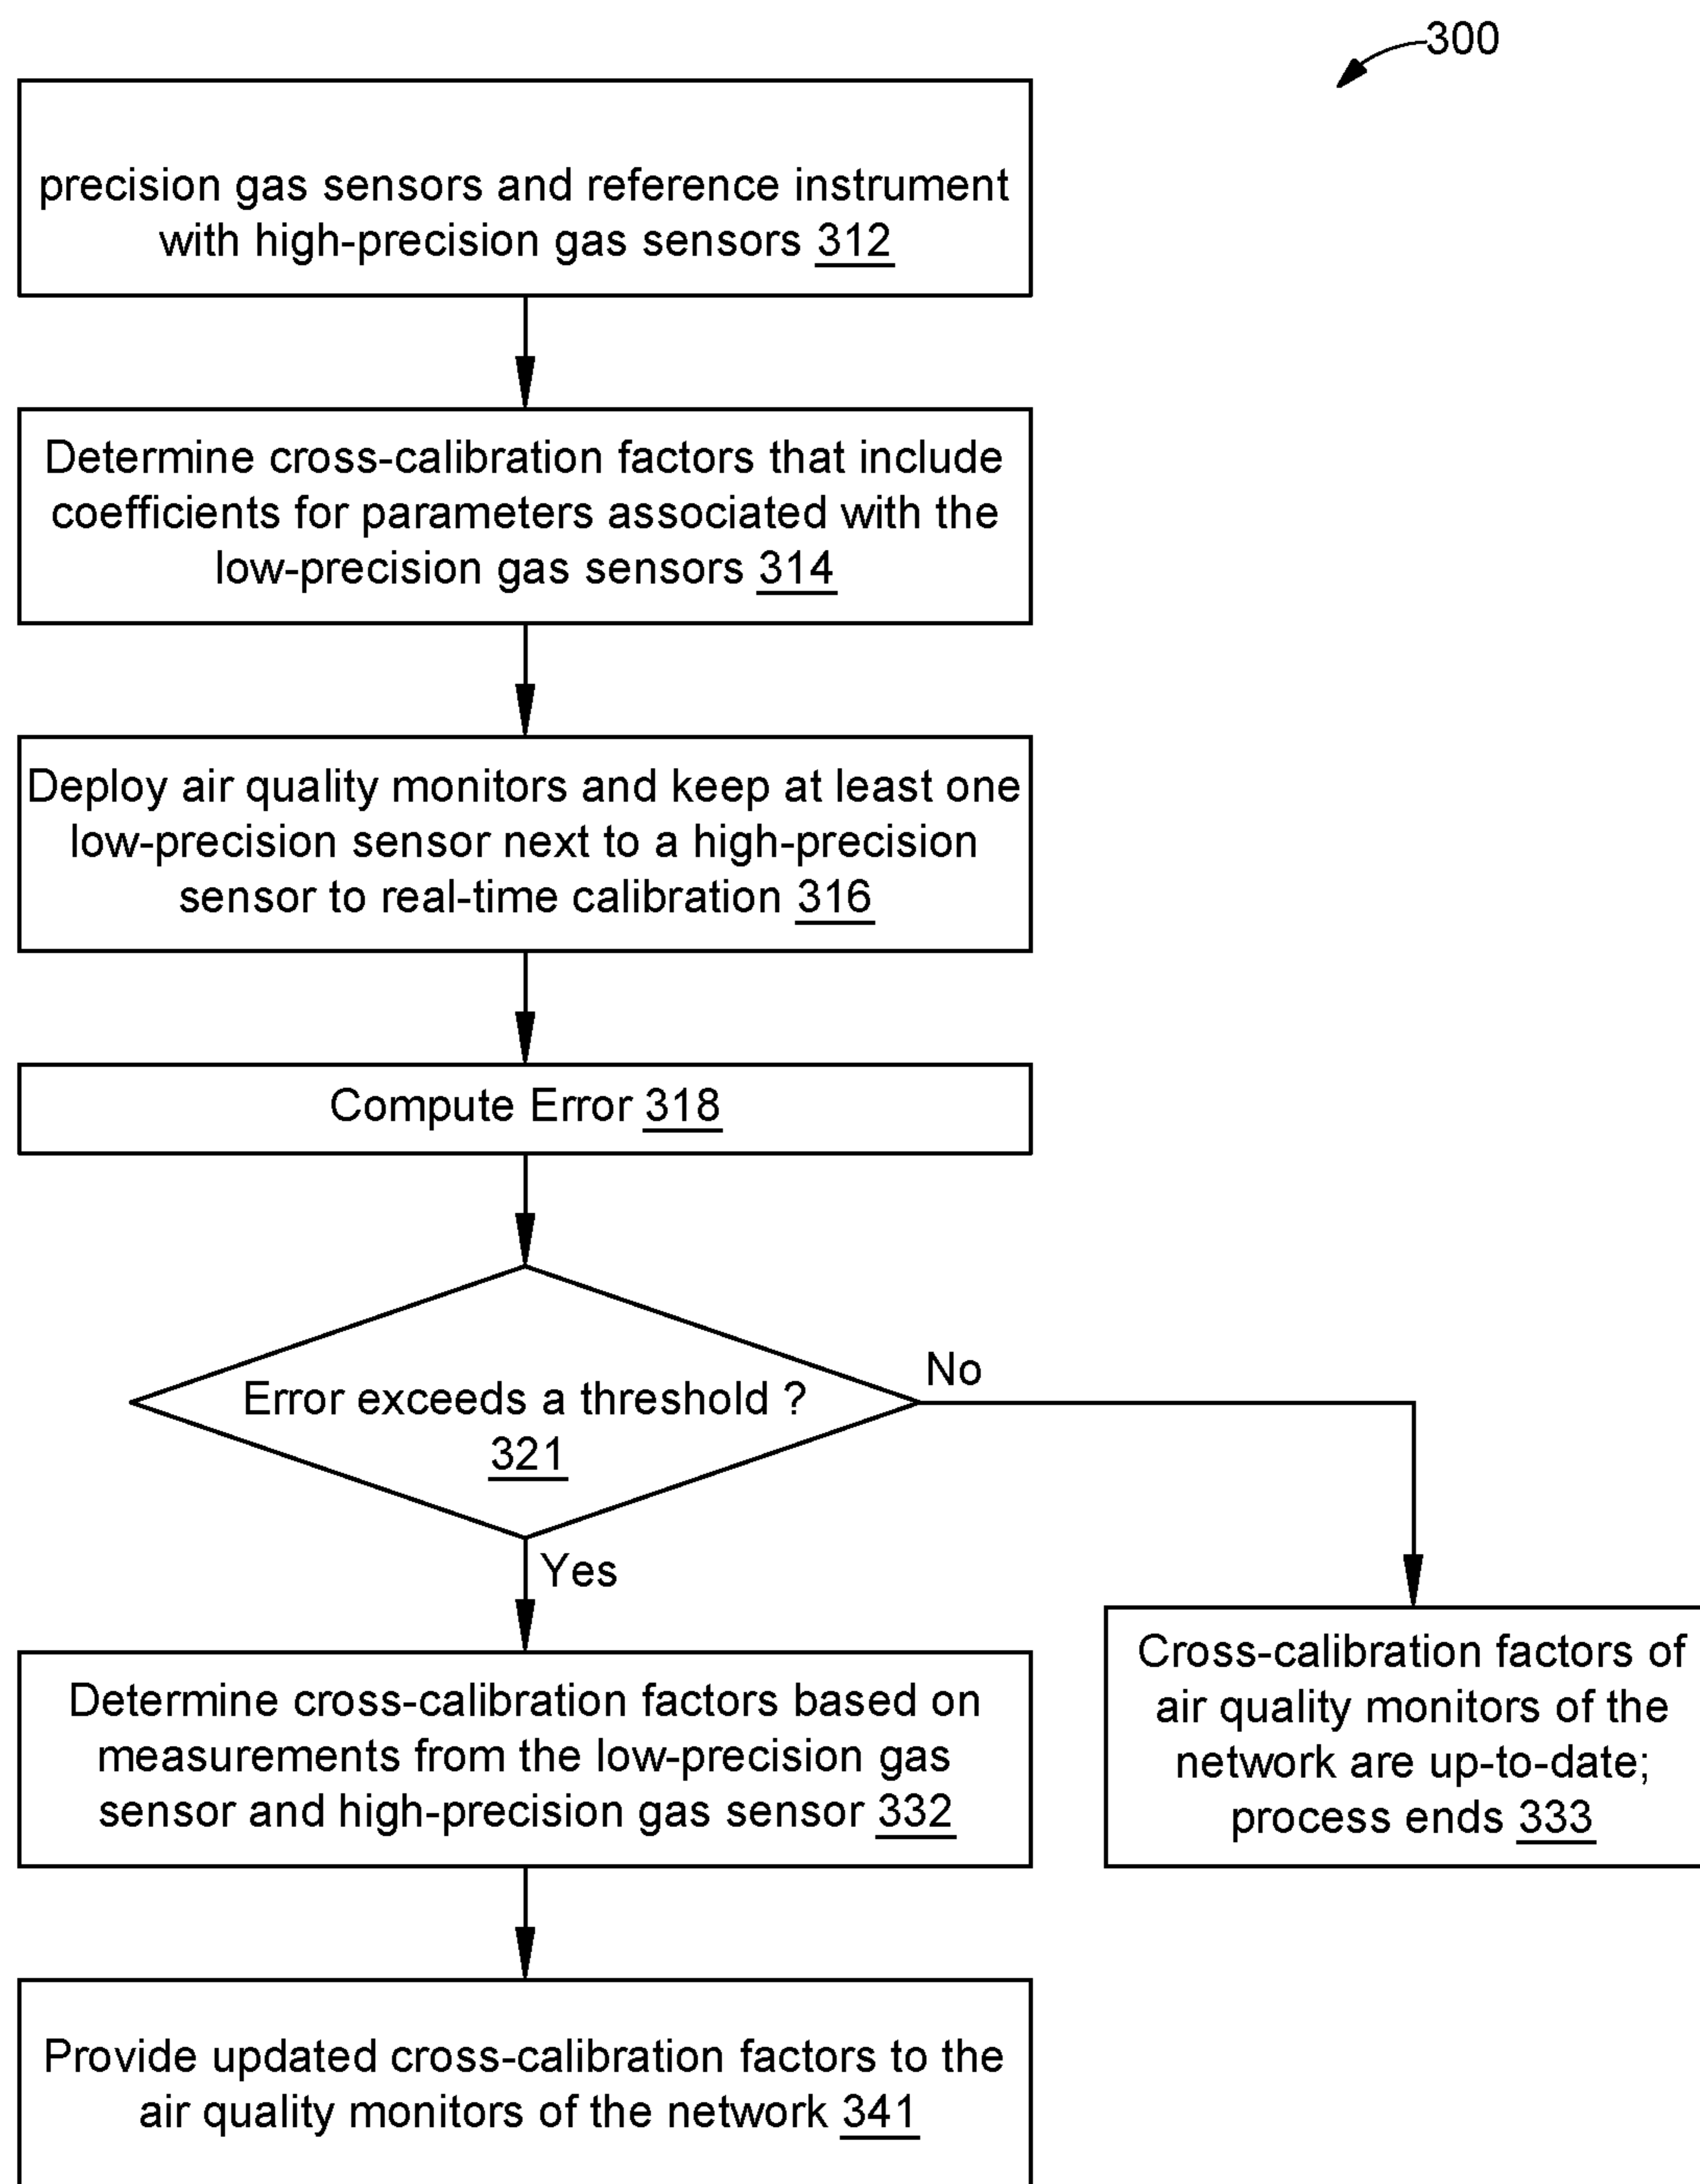 300
precision gas sensors and reference instrument
with high-precision gas sensors 312
Determine cross-calibration factors that include
coefficients for parameters associated with the
low-precision gas sensors 314
Deploy air quality monitors and keep at least one
low-precision sensor next to a high-precision
sensor to real-time calibration 316
Compute Error 318
Error exceeds a threshold ?
321
No
Yes
Determine cross-calibration factors based on
measurements from the low-precision gas
sensor and high-precision gas sensor 332
Cross-calibration factors of
air quality monitors of the
network are up-to-date;
process ends 333
Provide updated cross-calibration factors to the
air quality monitors of the network 341